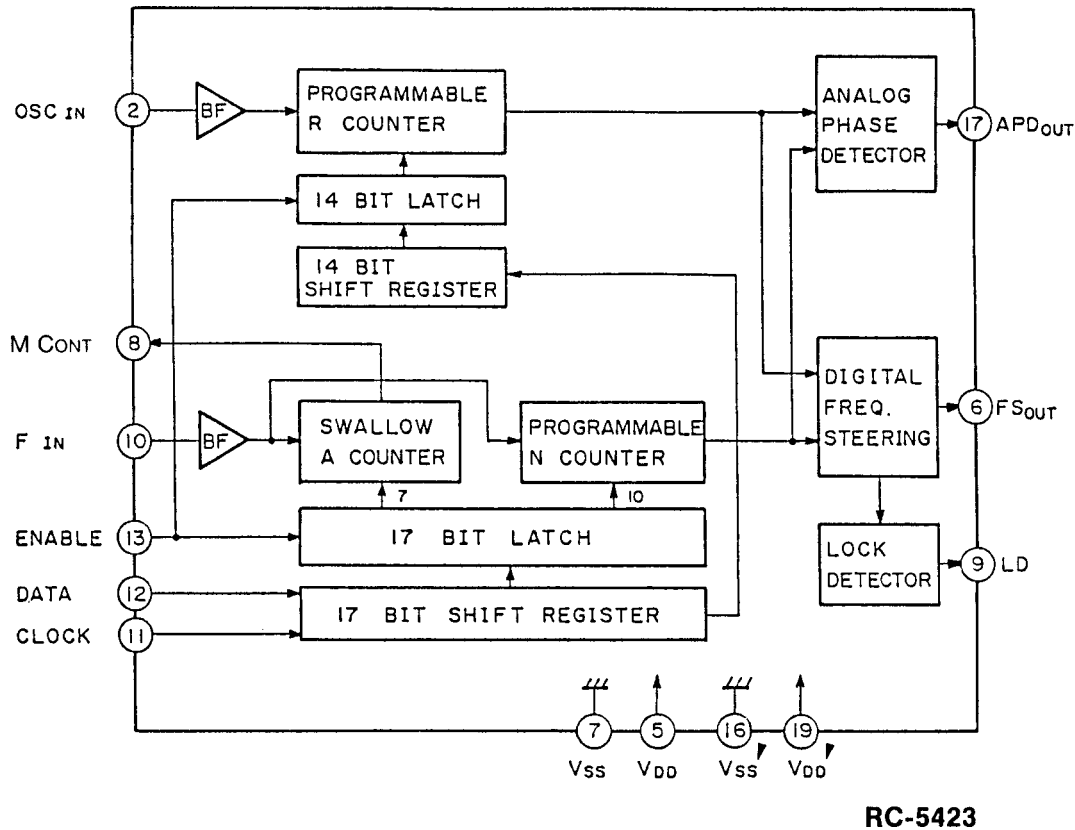 OSC IN
2
BF
PROGRAMMABLE
R COUNTER
14 BIT LATCH
14 BIT
SHIFT REGISTER
ANALOG
PHASE
DETECTOR
17
APDOUT
M CONT
8
F IN
10
BF
SWALLOW
A COUNTER
PROGRAMMABLE
N COUNTER
DIGITAL
FREQ.
STEERING
6
FSOUT
7
10
ENABLE
13
17 BIT LATCH
LOCK
DETECTOR
9
LD
DATA
12
CLOCK
11
17 BIT SHIFT REGISTER
7
5
16
19
VSS
VDD
VSS'
VDD'
RC-5423